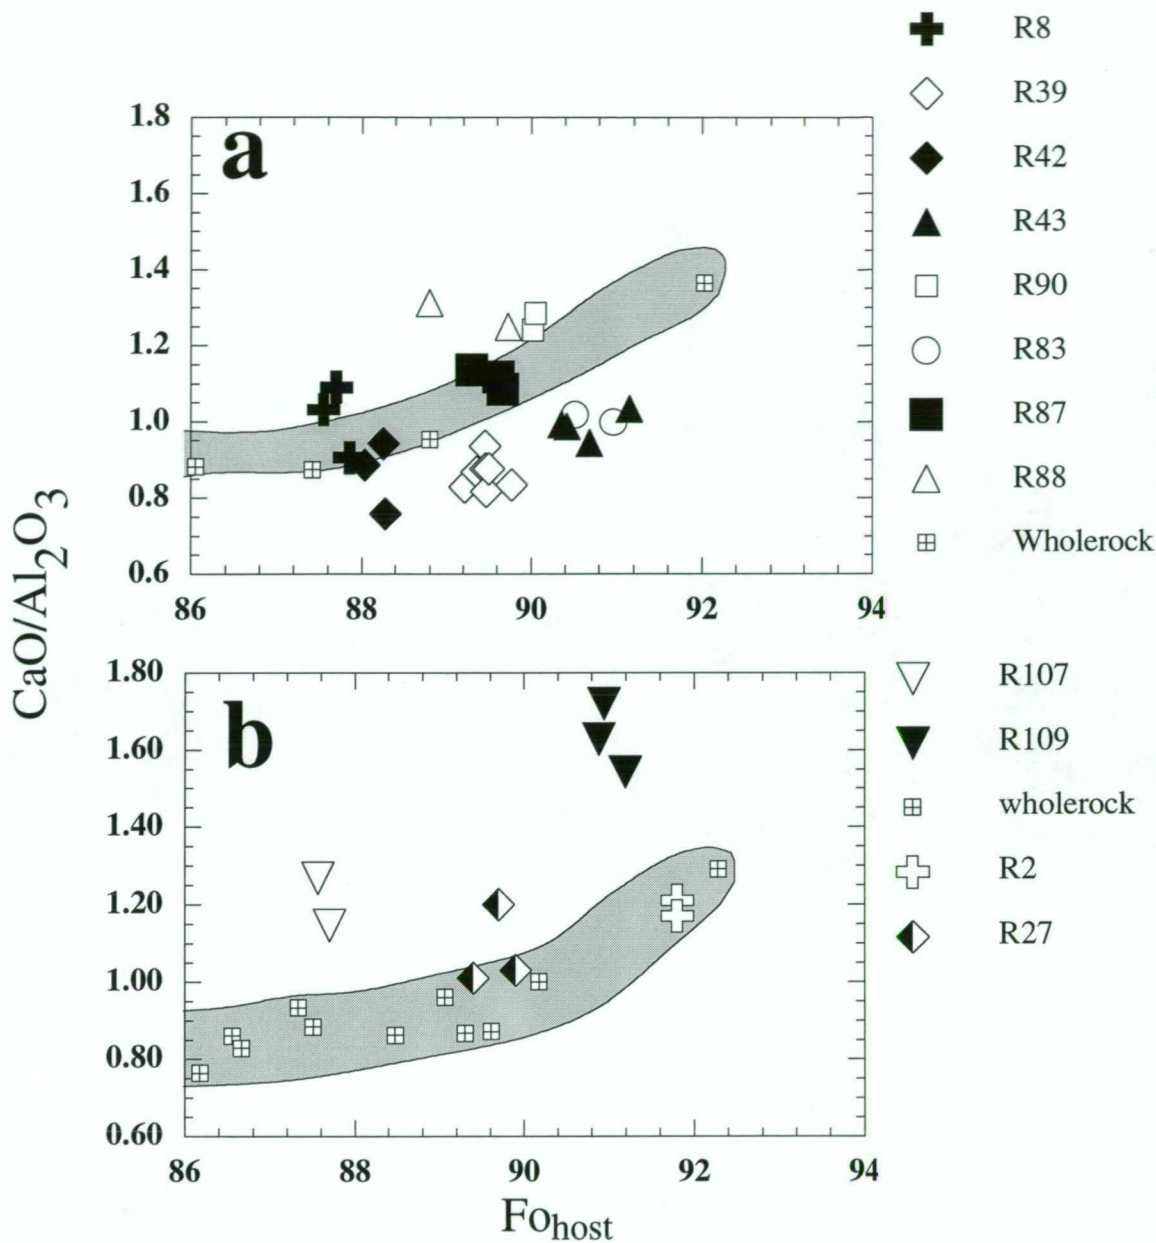 R8
R39
R42
R43
R90
R83
R87
R88
Wholerock
a
1.8
1.6
1.4
1.2
1.0
0.8
0.6
86
88
90
92
94
CaO/Al2O3
R107
R109
wholerock
R2
R27
b
1.80
1.60
1.40
1.20
1.00
0.80
0.60
86
88
90
92
94
Fohost